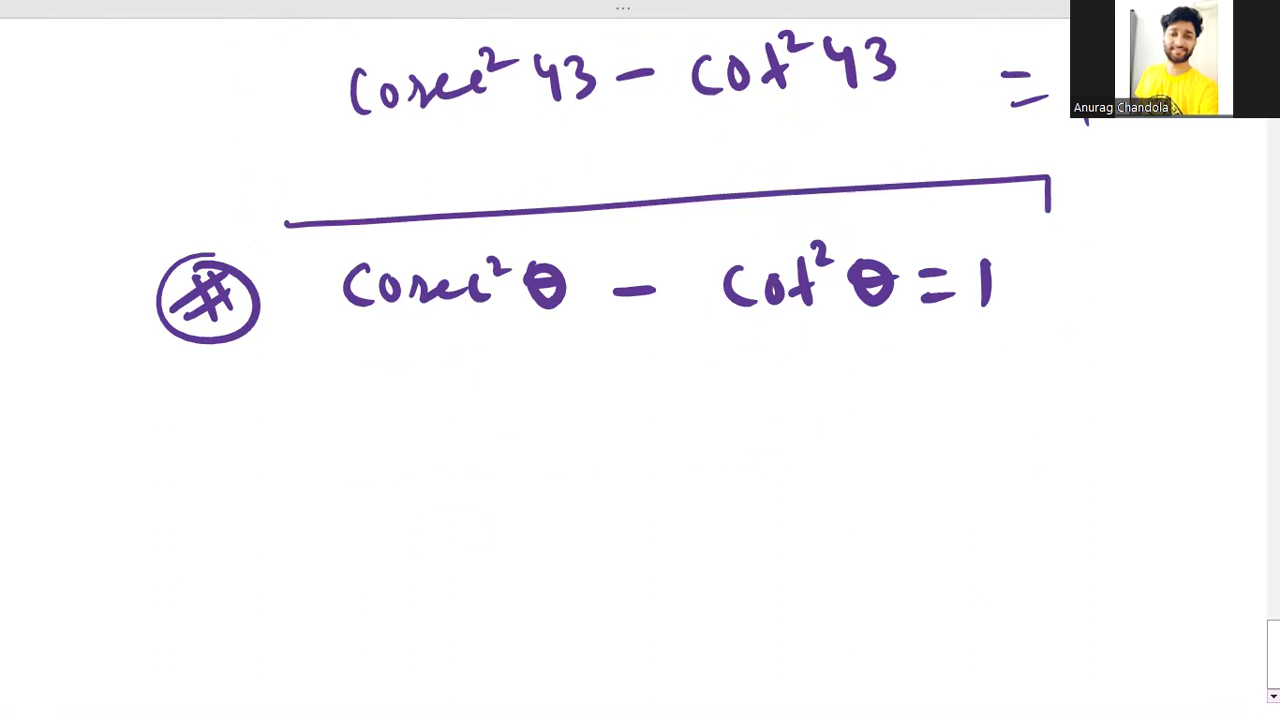 cosec² 43 - cot² 43 =
Anurag Chandola
# cosec² θ - cot² θ = 1